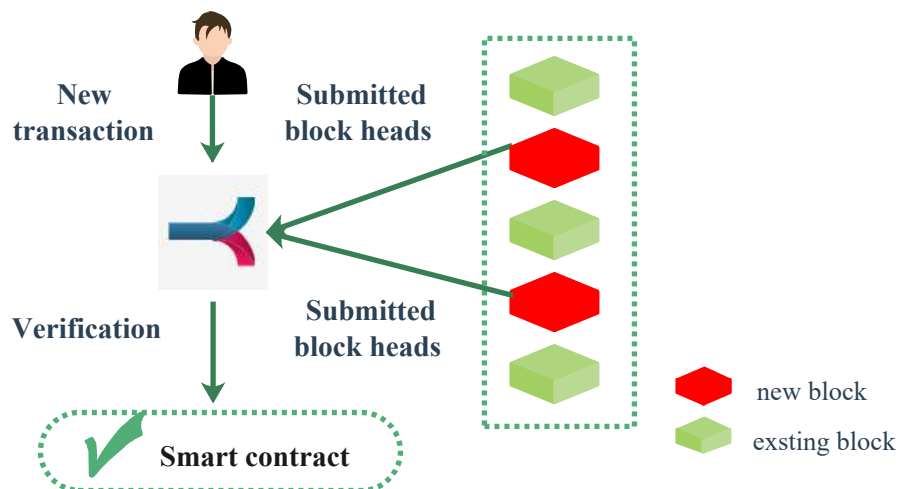 New
transaction
Submitted
block heads
Verification
Submitted
block heads
Smart contract
new block
exsting block